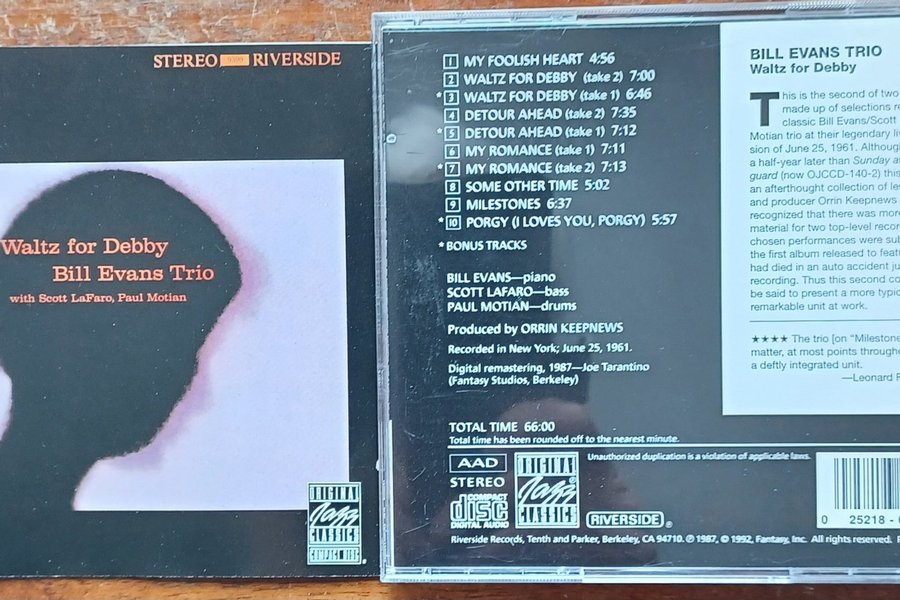 STEREO 9399 RIVERSIDE
Waltz for Debby
Bill Evans Trio
with Scott LaFaro, Paul Motian
ORIGINAL
Jazz
CLASSICS
COMPACT DISC
1 MY FOOLISH HEART 4:56
2 WALTZ FOR DEBBY (take 2) 7:00
* 3 WALTZ FOR DEBBY (take 1) 6:46
4 DETOUR AHEAD (take 2) 7:35
* 5 DETOUR AHEAD (take 1) 7:12
6 MY ROMANCE (take 1) 7:11
* 7 MY ROMANCE (take 2) 7:13
8 SOME OTHER TIME 5:02
9 MILESTONES 6:37
* 10 PORGY (I LOVES YOU, PORGY) 5:57
* BONUS TRACKS
BILL EVANS—piano
SCOTT LAFARO—bass
PAUL MOTIAN—drums
Produced by ORRIN KEEPNEWS
Recorded in New York; June 25, 1961.
Digital remastering, 1987—Joe Tarantino
(Fantasy Studios, Berkeley)
TOTAL TIME 66:00
Total time has been rounded off to the nearest minute.
AAD
STEREO
COMPACT
disc
DIGITAL AUDIO
ORIGINAL
Jazz
CLASSICS
®
RIVERSIDE ®
Unauthorized duplication is a violation of applicable laws.
0 25218
Riverside Records, Tenth and Parker, Berkeley, CA 94710. ℗ 1987, © 1992, Fantasy, Inc. All rights reserved.
BILL EVANS TRIO
Waltz for Debby
This is the second of two
made up of selections
classic Bill Evans/Scott
Motian trio at their legendary
sion of June 25, 1961.
a half-year later than Sunday
guard (now OJCCD-140-2)
an afterthought collection of
and producer Orrin Keepnews
recognized that there was more
material for two top-level
chosen performances were
the first album released to
had died in an auto accident
recording. Thus this second
be said to present a more
remarkable unit at work.
★★★★ The trio [on "Milestone
matter, at most points
a deftly integrated unit.
—Leonard